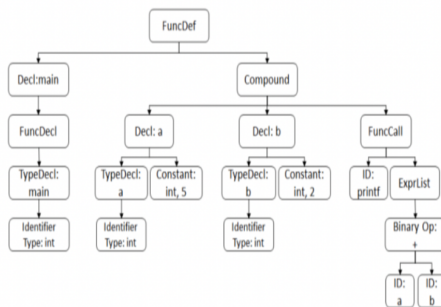 FuncDef
Decl:main
Compound
FuncDecl
Decl: a
Decl: b
FuncCall
TypeDecl:
main
TypeDecl:
a
Constant:
int, 5
TypeDecl:
b
Constant:
int, 2
ID:
printf
ExprList
Identifier
Type: int
Identifier
Type: int
Identifier
Type: int
Binary Op:
+
ID:
a
ID:
b